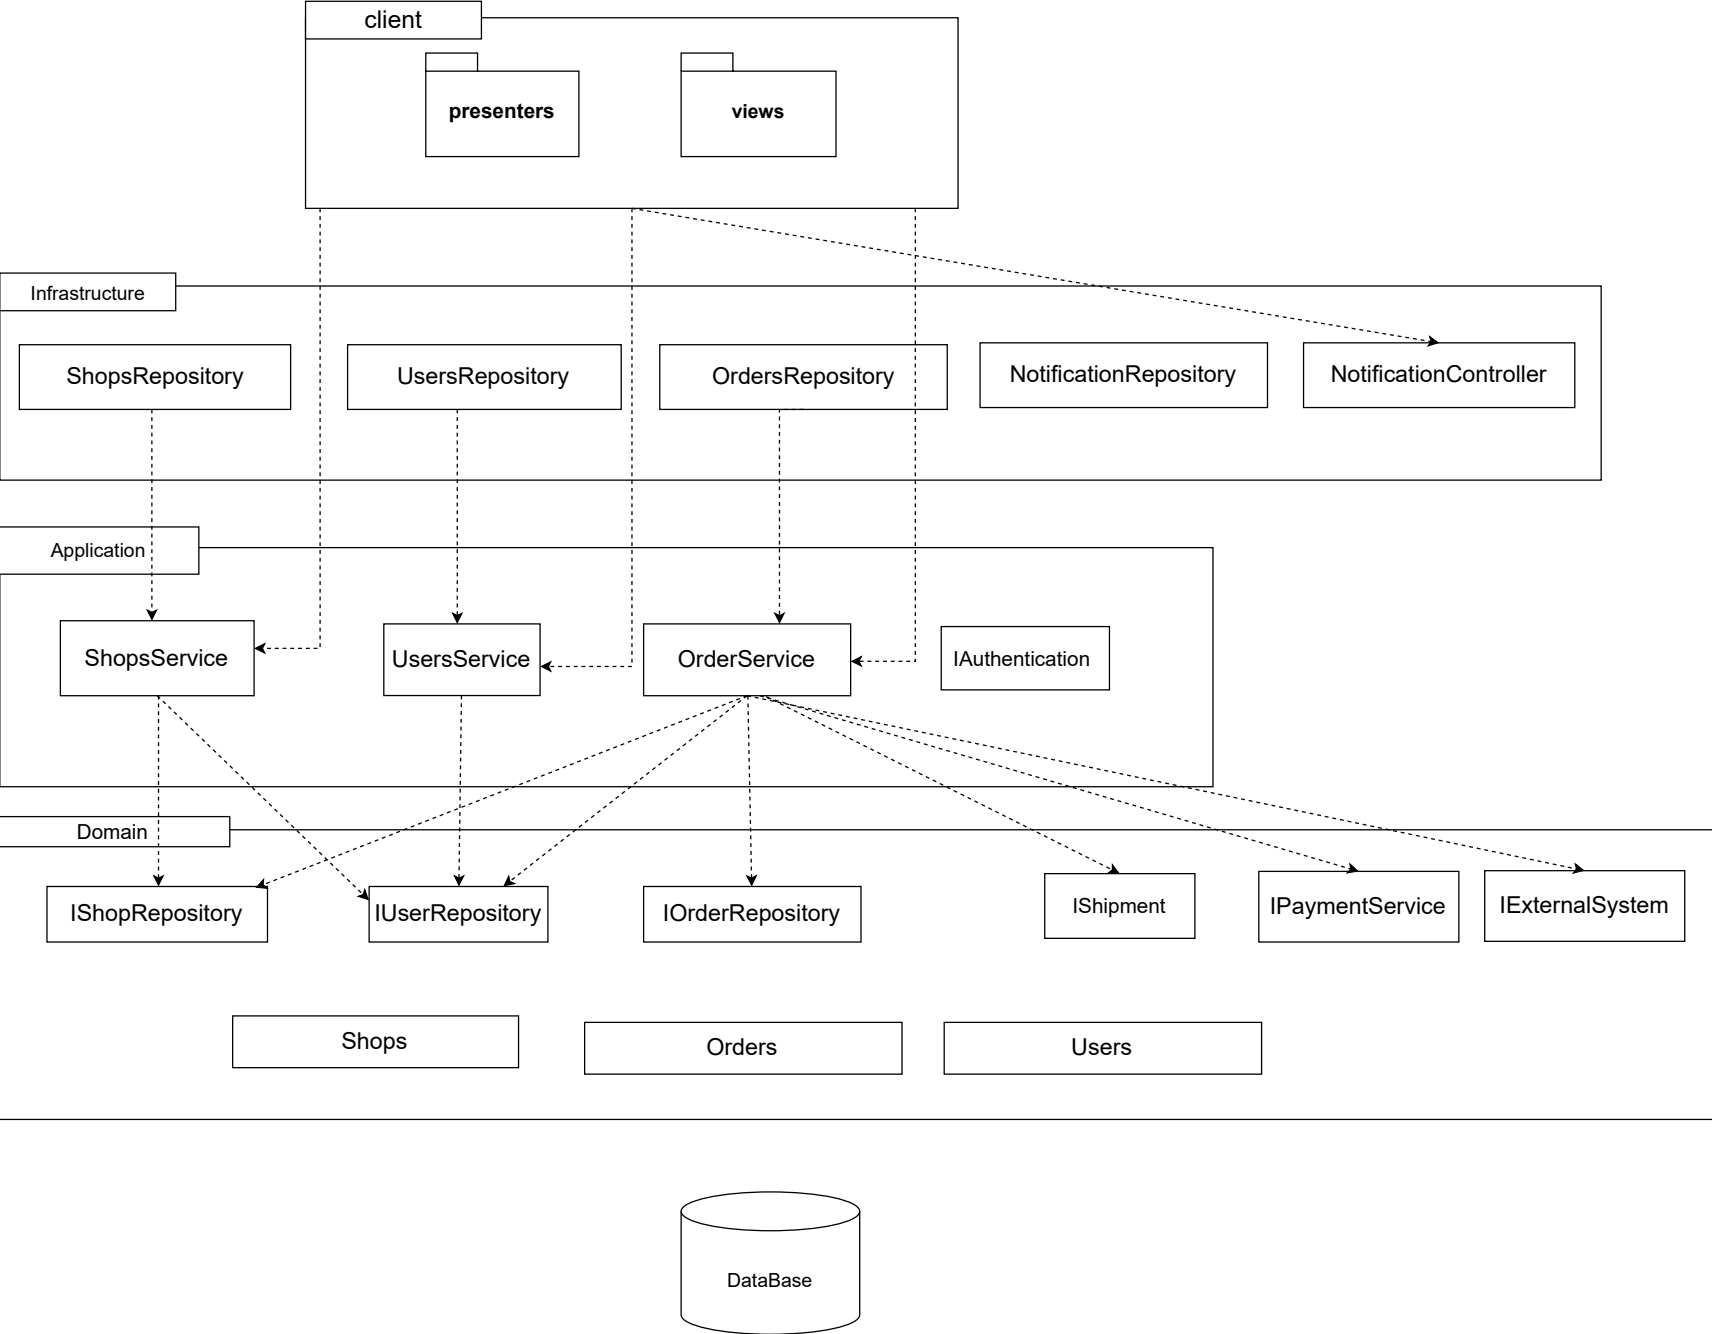 client
presenters
views
Infrastructure
ShopsRepository
UsersRepository
OrdersRepository
NotificationRepository
NotificationController
Application
ShopsService
UsersService
OrderService
IAuthentication
Domain
IShopRepository
IUserRepository
IOrderRepository
IShipment
IPaymentService
IExternalSystem
Shops
Orders
Users
DataBase